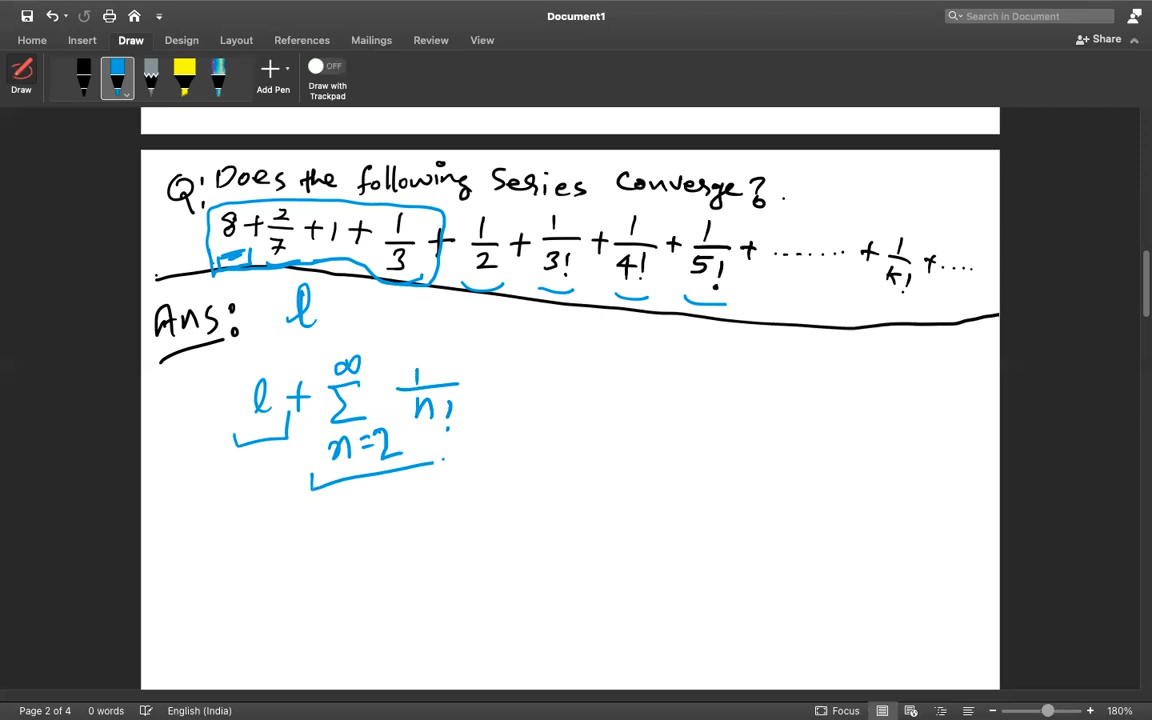 Document1
Search in Document
Home Insert Draw Design Layout References Mailings Review View
Share
OFF
Draw
Add Pen
Draw with
Trackpad
Q! Does the following Series Converge?
8 + 2/7 + 1 + 1/3 + 1/2 + 1/3! + 1/4! + 1/5! + ........ + 1/k! + ....
Ans: l
l + ∑ n=2 ∞ 1/n!
Page 2 of 4 0 words English (India) Focus 180%